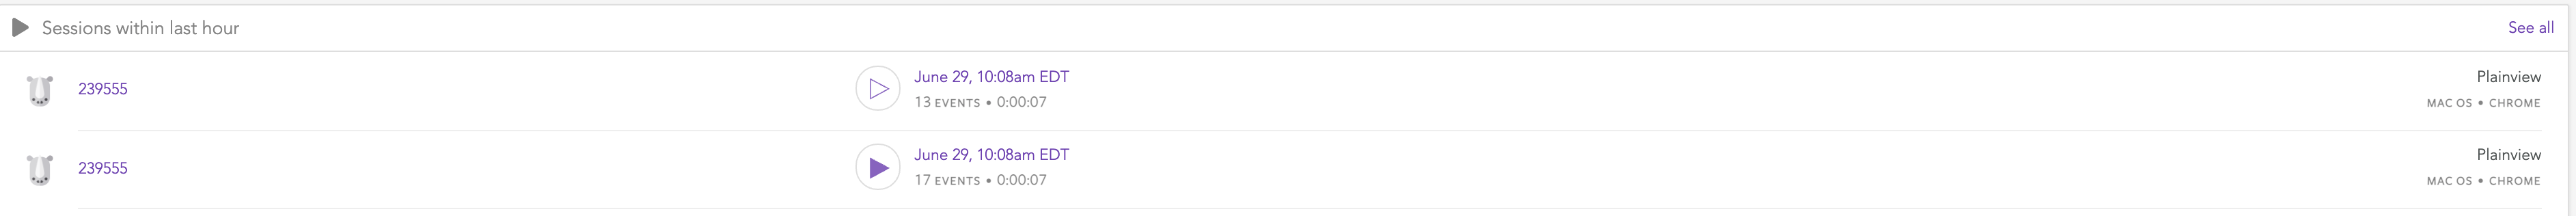 Sessions within last hour
See all
239555
June 29, 10:08am EDT
13 EVENTS • 0:00:07
Plainview
MAC OS • CHROME
239555
June 29, 10:08am EDT
17 EVENTS • 0:00:07
Plainview
MAC OS • CHROME